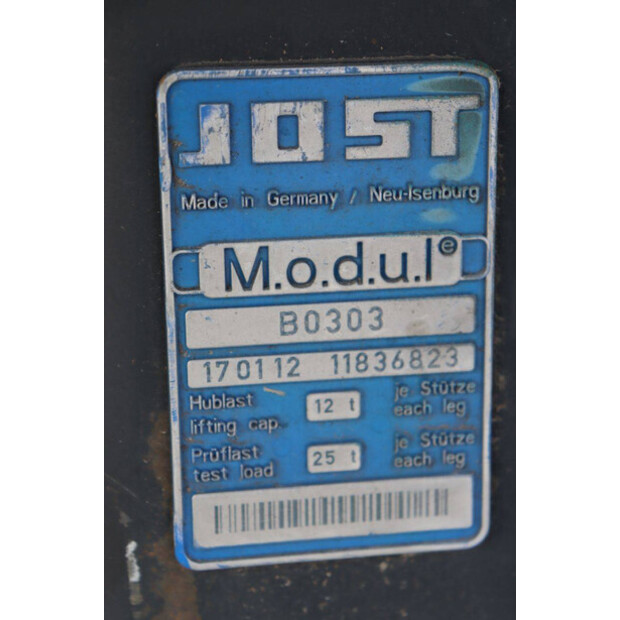 JOST
Made in Germany / Neu-Isenburg
M.o.d.u.l e
B0303
170112 11836823
Hublast 12 t je Stütze
lifting cap. each leg
Prüflast 25 t je Stütze
test load each leg